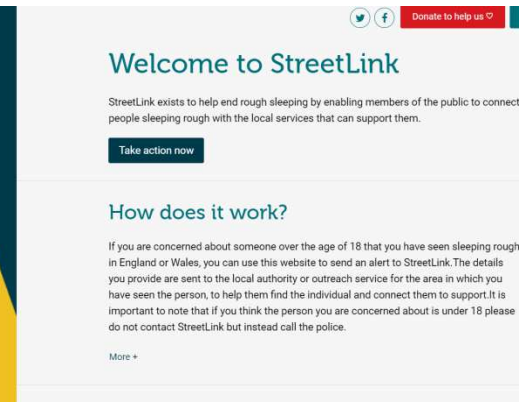 Donate to help us ♡
Welcome to StreetLink
StreetLink exists to help end rough sleeping by enabling members of the public to connect
people sleeping rough with the local services that can support them.
Take action now
How does it work?
If you are concerned about someone over the age of 18 that you have seen sleeping rough
in England or Wales, you can use this website to send an alert to StreetLink.The details
you provide are sent to the local authority or outreach service for the area in which you
have seen the person, to help them find the individual and connect them to support.It is
important to note that if you think the person you are concerned about is under 18 please
do not contact StreetLink but instead call the police.
More +